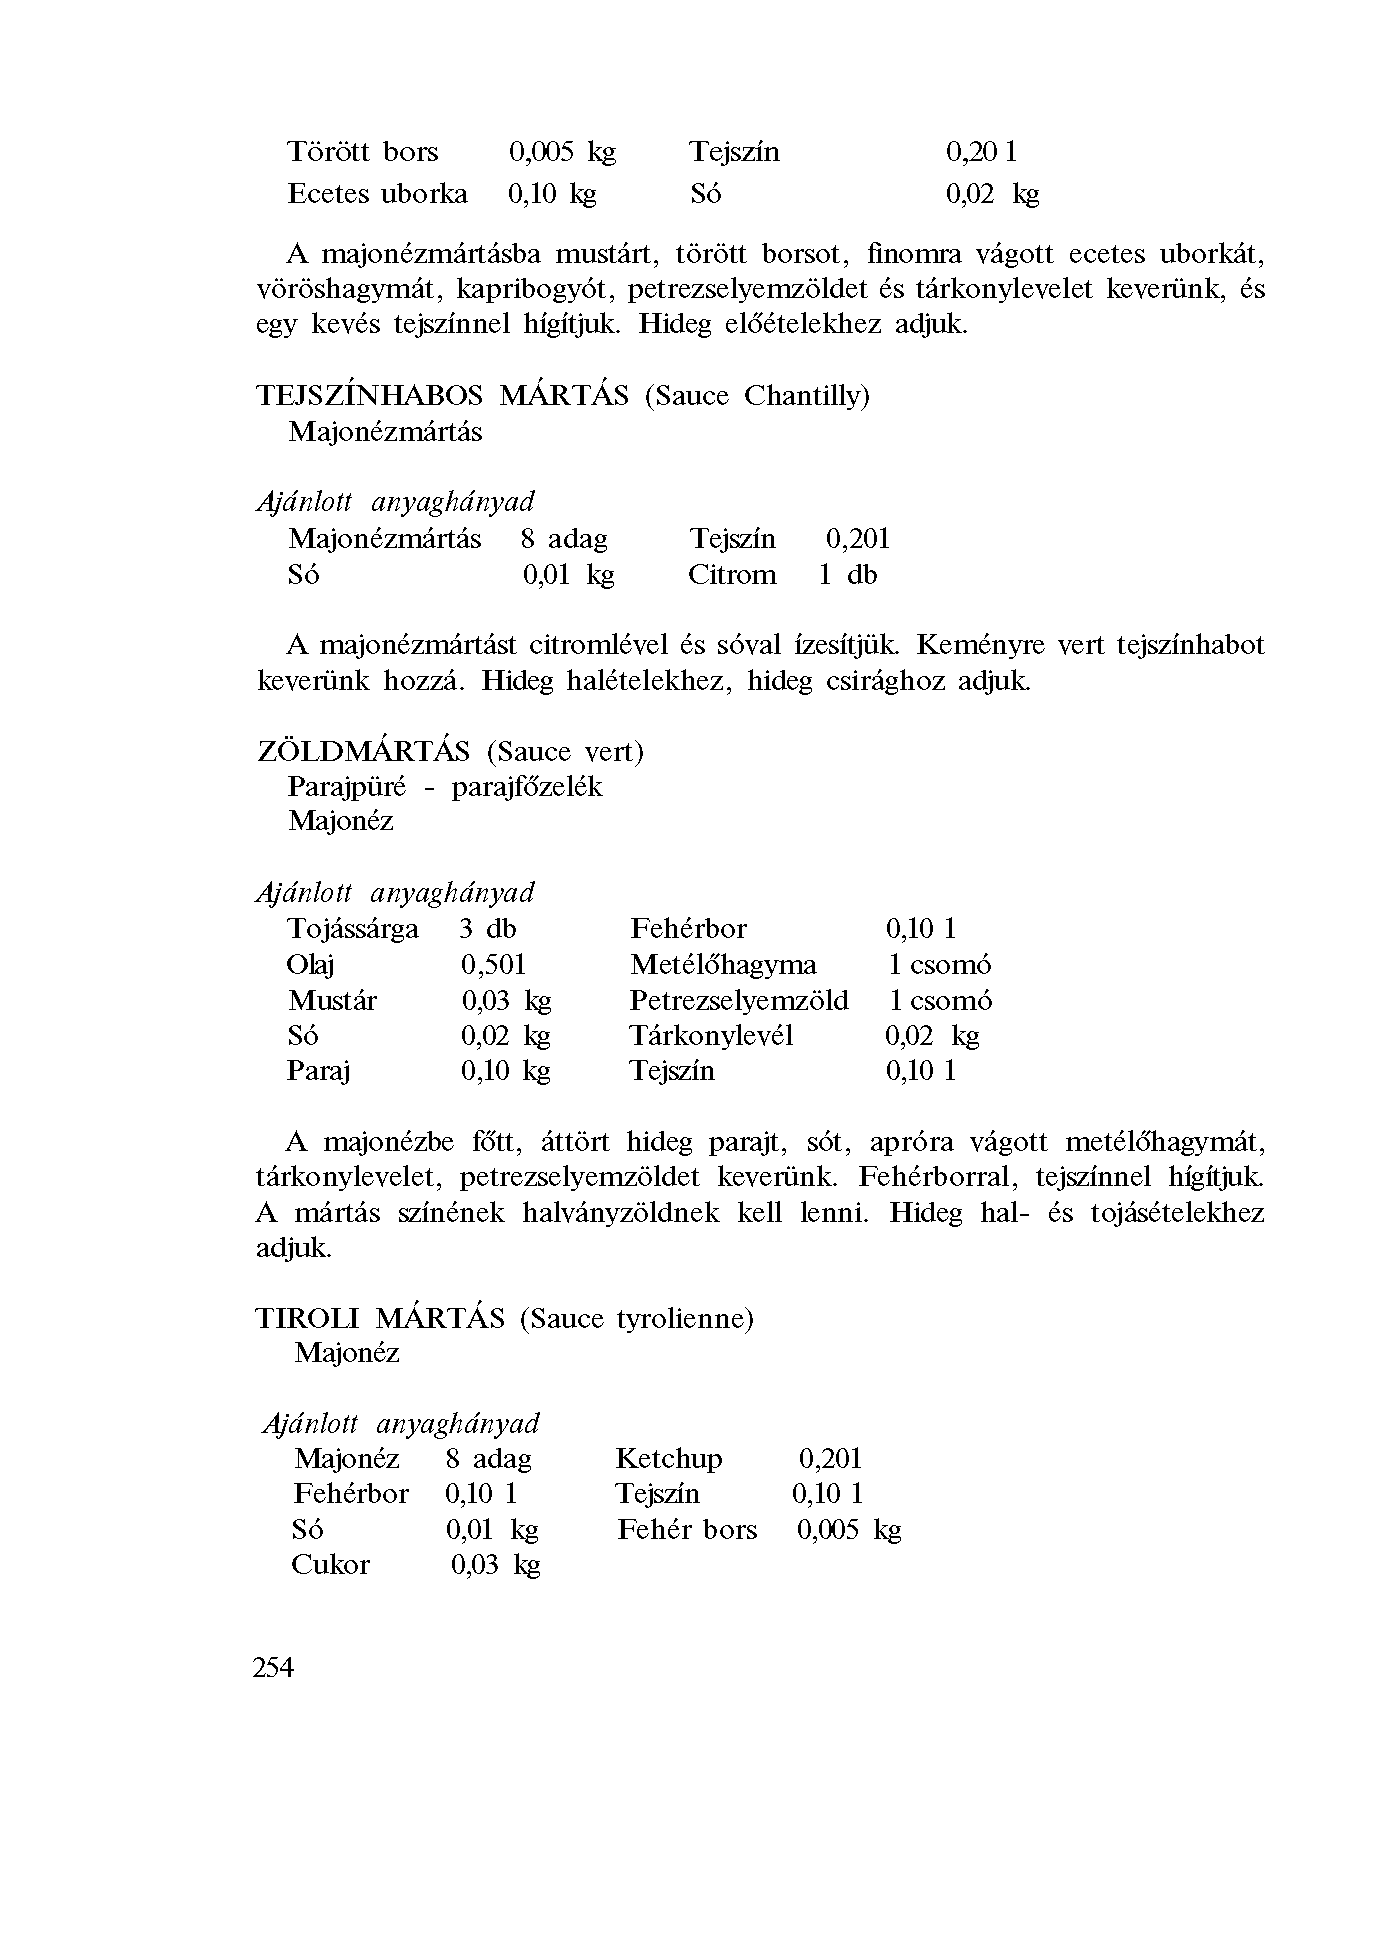 Törött bors 0,005 kg Tejszín 0,20 l
Ecetes uborka 0,10 kg Só 0,02 kg
A majonézmártásba mustárt, törött borsot, finomra vágott ecetes uborkát,
vöröshagymát, kapribogyót, petrezselyemzöldet és tárkonylevelet keverünk, és
egy kevés tejszínnel hígítjuk. Hideg előételekhez adjuk.
TEJSZÍNHABOS MÁRTÁS (Sauce Chantilly)
Majonézmártás
Ajánlott anyaghányad
Majonézmártás 8 adag Tejszín 0,201
Só 0,01 kg Citrom 1 db
A majonézmártást citromlével és sóval ízesítjük. Keményre vert tejszínhabot
keverünk hozzá. Hideg halételekhez, hideg csirághoz adjuk.
ZÖLDMÁRTÁS (Sauce vert)
Parajpüré - parajfőzelék
Majonéz
Ajánlott anyaghányad
Tojássárga 3 db Fehérbor 0,10 1
Olaj 0,501 Metélőhagyma 1 csomó
Mustár 0,03 kg Petrezselyemzöld 1 csomó
Só 0,02 kg Tárkonylevél 0,02 kg
Paraj 0,10 kg Tejszín 0,10 1
A majonézbe főtt, áttört hideg parajt, sót, apróra vágott metélőhagymát,
tárkonylevelet, petrezselyemzöldet keverünk. Fehérborral, tejszínnel hígítjuk.
A mártás színének halványzöldnek kell lenni. Hideg hal- és tojásételekhez
adjuk.
TIROLI MÁRTÁS (Sauce tyrolienne)
Majonéz
Ajánlott anyaghányad
Majonéz 8 adag Ketchup 0,201
Fehérbor 0,10 1 Tejszín 0,10 1
Só 0,01 kg Fehér bors 0,005 kg
Cukor 0,03 kg
254